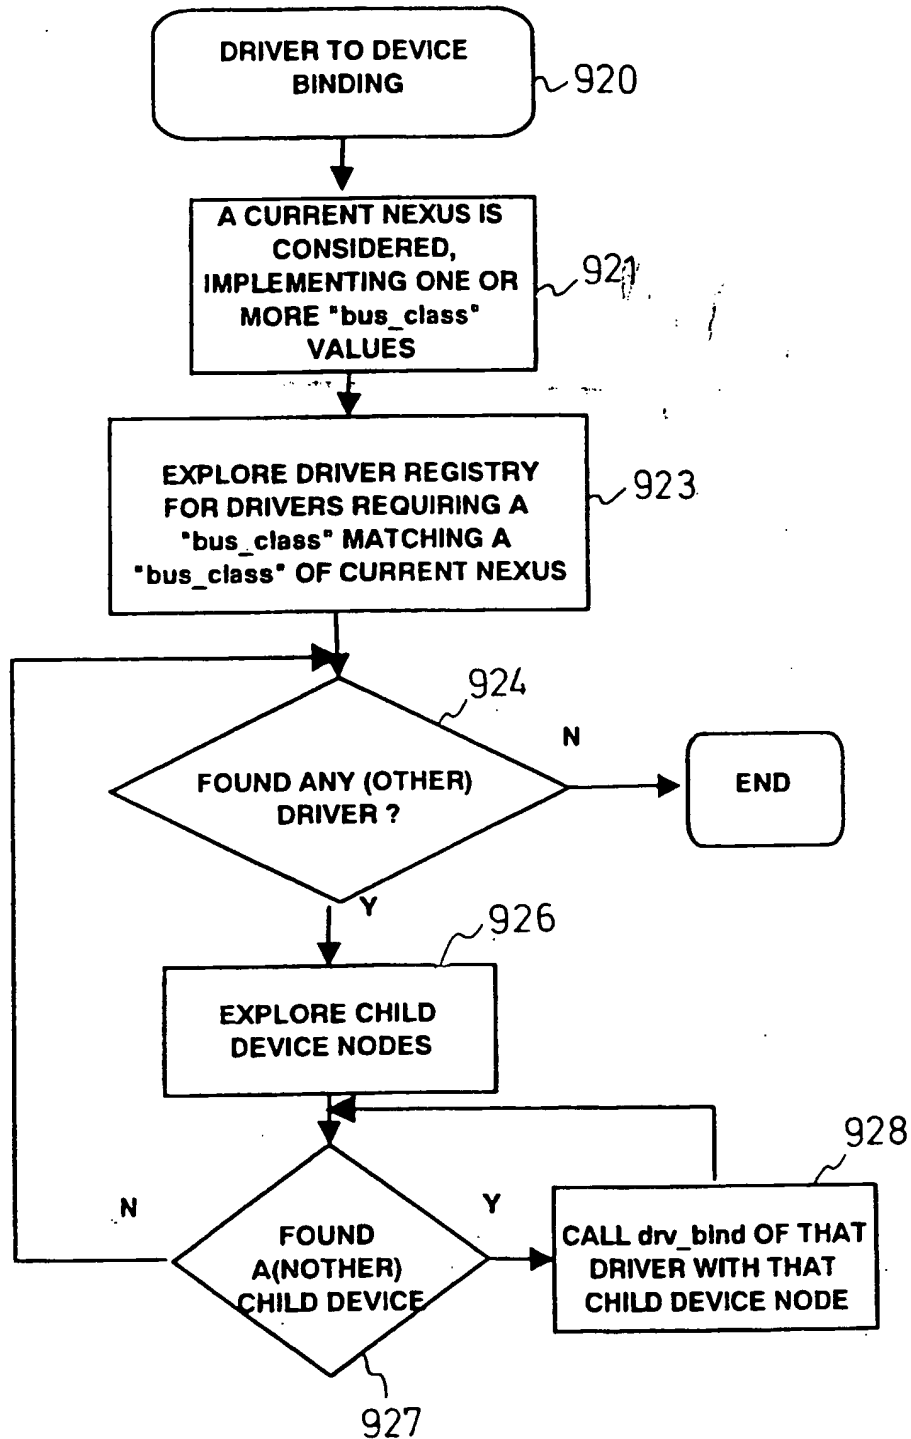 DRIVER TO DEVICE
BINDING
920
A CURRENT NEXUS IS
CONSIDERED,
IMPLEMENTING ONE OR
MORE "bus_class"
VALUES
921
EXPLORE DRIVER REGISTRY
FOR DRIVERS REQUIRING A
"bus_class" MATCHING A
"bus_class" OF CURRENT NEXUS
923
924
FOUND ANY (OTHER)
DRIVER ?
N
END
Y
926
EXPLORE CHILD
DEVICE NODES
928
N
Y
FOUND
A(NOTHER)
CHILD DEVICE
CALL drv_bind OF THAT
DRIVER WITH THAT
CHILD DEVICE NODE
927